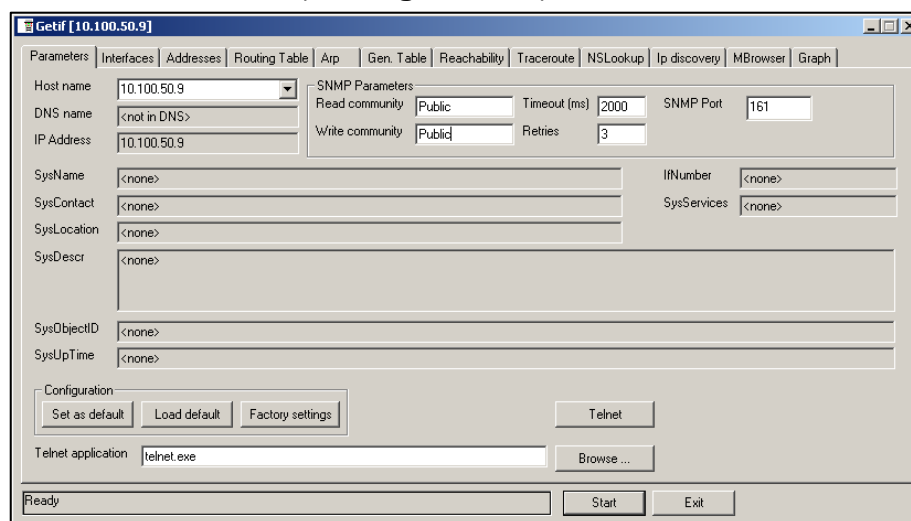 Getif [10.100.50.9]
Parameters Interfaces Addresses Routing Table Arp Gen. Table Reachability Traceroute NSLookup Ip discovery MBrowser Graph
Host name 10.100.50.9
DNS name <not in DNS>
IP Address 10.100.50.9
SNMP Parameters
Read community Public Timeout (ms) 2000 SNMP Port 161
Write community Public Retries 3
SysName <none> IfNumber <none>
SysContact <none> SysServices <none>
SysLocation <none>
SysDescr <none>
SysObjectID <none>
SysUpTime <none>
Configuration
Set as default Load default Factory settings Telnet
Telnet application telnet.exe Browse ...
Ready Start Exit